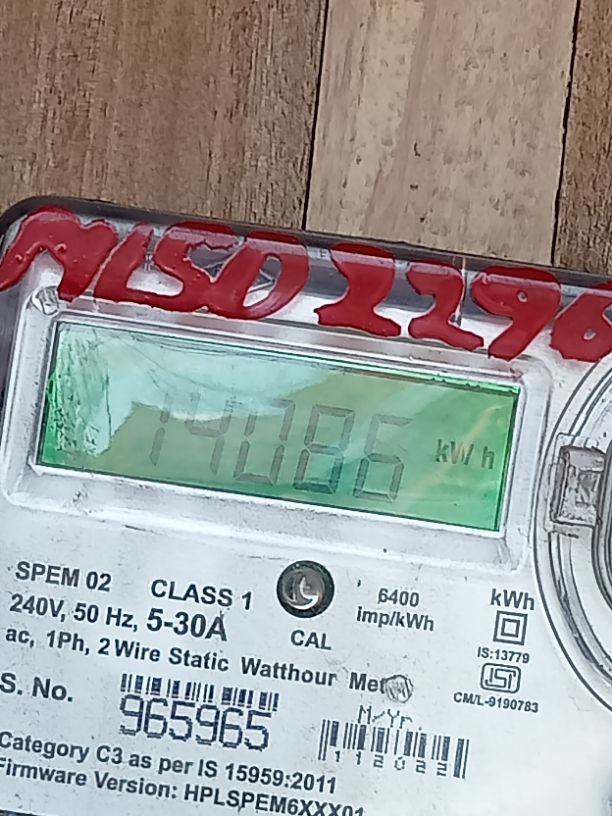 MLSD 2296
14086 kWh
SPEM 02 CLASS 1 6400 kWh
240V, 50 Hz, 5-30A imp/kWh
CAL
ac, 1Ph, 2 Wire Static Watthour IS:13779
S. No. CM/L-9190783
965965 M/Yr.
112022
Category C3 as per IS 15959:2011
Firmware Version: HPLSPEM6XXX01